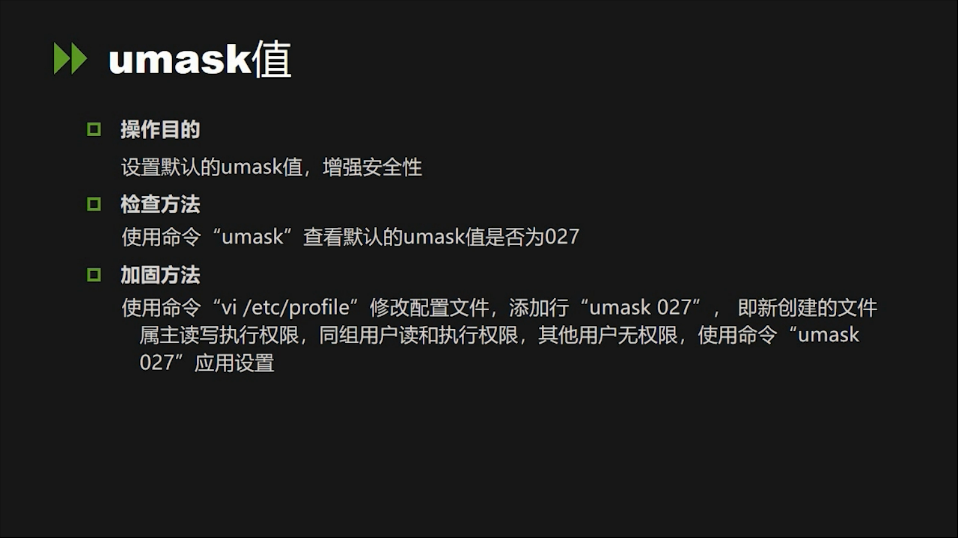 umask值
操作目的
设置默认的umask值，增强安全性
检查方法
使用命令“umask”查看默认的umask值是否为027
加固方法
使用命令“vi /etc/profile”修改配置文件，添加行“umask 027”， 即新创建的文件
属主读写执行权限，同组用户读和执行权限，其他用户无权限，使用命令“umask
027”应用设置